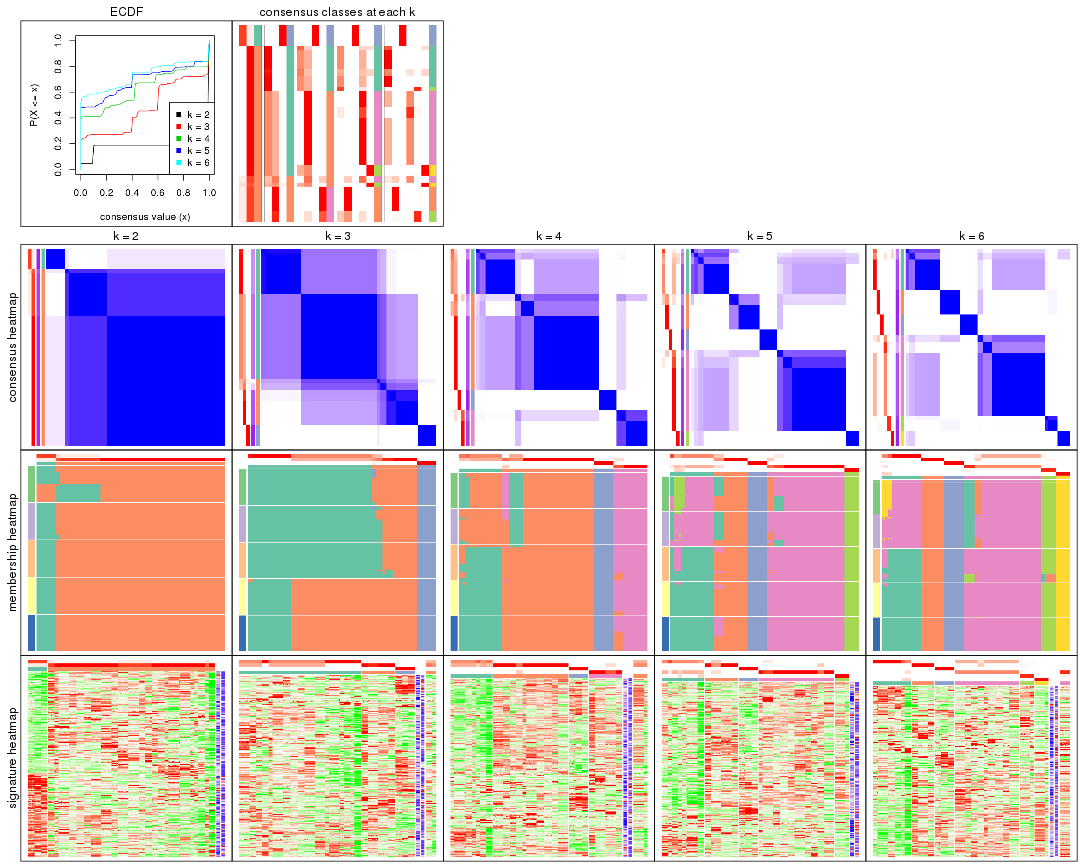 ECDF
consensus classes at each k
P(X <= x)
1.0
0.8
0.6
0.4
0.2
0.0
k = 2
k = 3
k = 4
k = 5
k = 6
0.0 0.2 0.4 0.6 0.8 1.0
consensus value (x)
k = 2
k = 3
k = 4
k = 5
k = 6
consensus heatmap
membership heatmap
signature heatmap